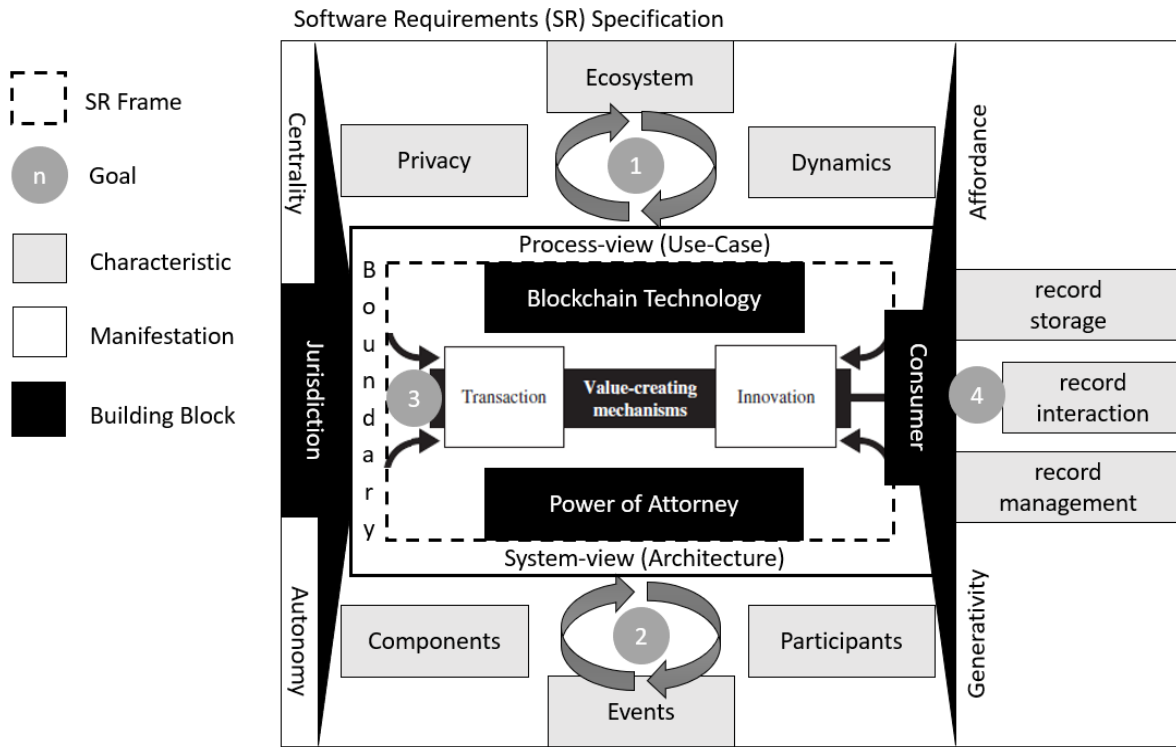 Software Requirements (SR) Specification
SR Frame
n
Goal
Characteristic
Manifestation
Building Block
Centrality
Jurisdiction
Autonomy
Ecosystem
Privacy
1
Dynamics
Process-view (Use-Case)
Boundary
Blockchain Technology
3
Transaction
Value-creating
mechanisms
Innovation
Power of Attorney
System-view (Architecture)
Components
2
Participants
Events
Consumer
Affordance
record
storage
4
record
interaction
record
management
Generativity